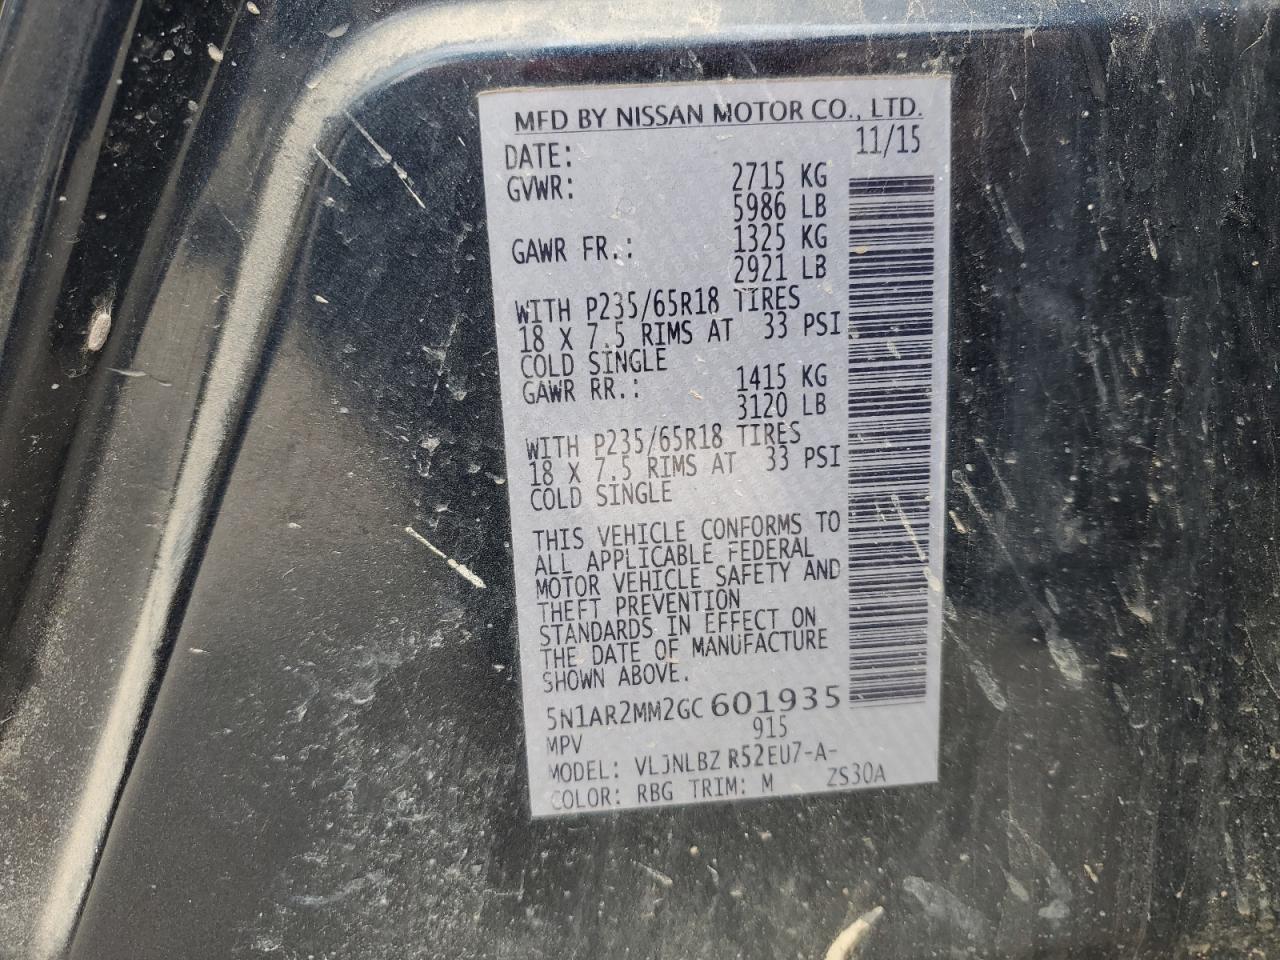 MFD BY NISSAN MOTOR CO., LTD.
DATE: 11/15
GVWR: 2715 KG
5986 LB
GAWR FR.: 1325 KG
2921 LB
WITH P235/65R18 TIRES
18 X 7.5 RIMS AT 33 PSI
COLD SINGLE
GAWR RR.: 1415 KG
3120 LB
WITH P235/65R18 TIRES
18 X 7.5 RIMS AT 33 PSI
COLD SINGLE
THIS VEHICLE CONFORMS TO
ALL APPLICABLE FEDERAL
MOTOR VEHICLE SAFETY AND
THEFT PREVENTION
STANDARDS IN EFFECT ON
THE DATE OF MANUFACTURE
SHOWN ABOVE.
5N1AR2MM2GC 601935
MPV 915
MODEL: VLJNLBZ R52EU7-A-
COLOR: RBG TRIM: M ZS30A